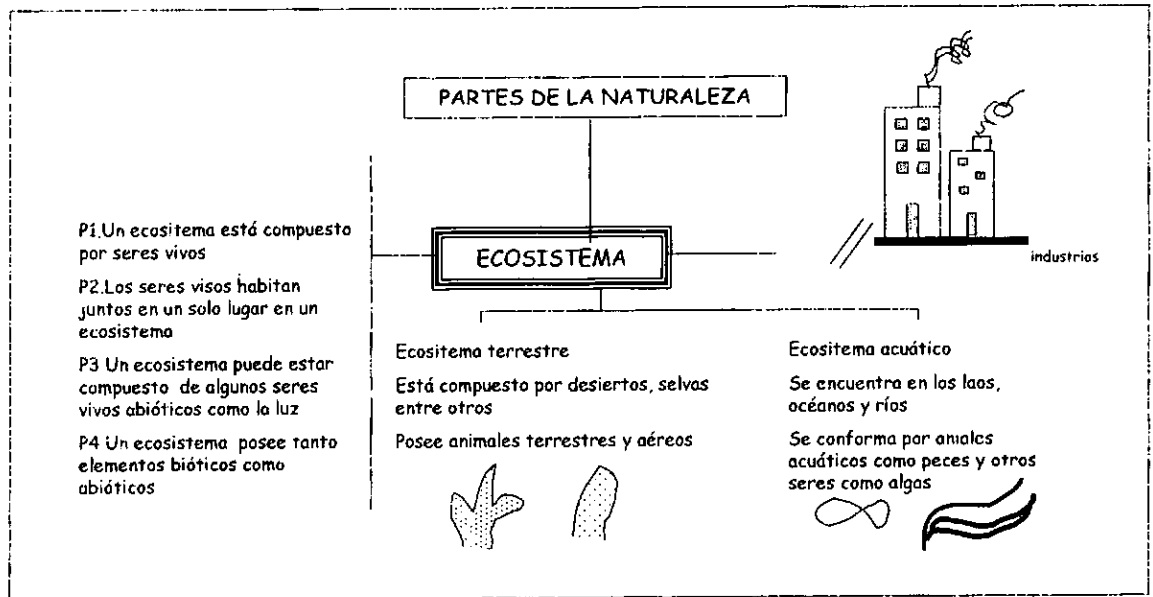 PARTES DE LA NATURALEZA
industrias
ECOSISTEMA
P1.Un ecositema está compuesto
por seres vivos
P2.Los seres visos habitan
juntos en un solo lugar en un
ecosistema
P3 Un ecosistema puede estar
compuesto de algunos seres
vivos abióticos como la luz
P4 Un ecosistema posee tanto
elementos bióticos como
abióticos
Ecositema terrestre
Está compuesto por desiertos, selvas
entre otros
Posee animales terrestres y aéreos
Ecositema acuático
Se encuentra en los laos,
océanos y ríos
Se conforma por aniales
acuáticos como peces y otros
seres como algas